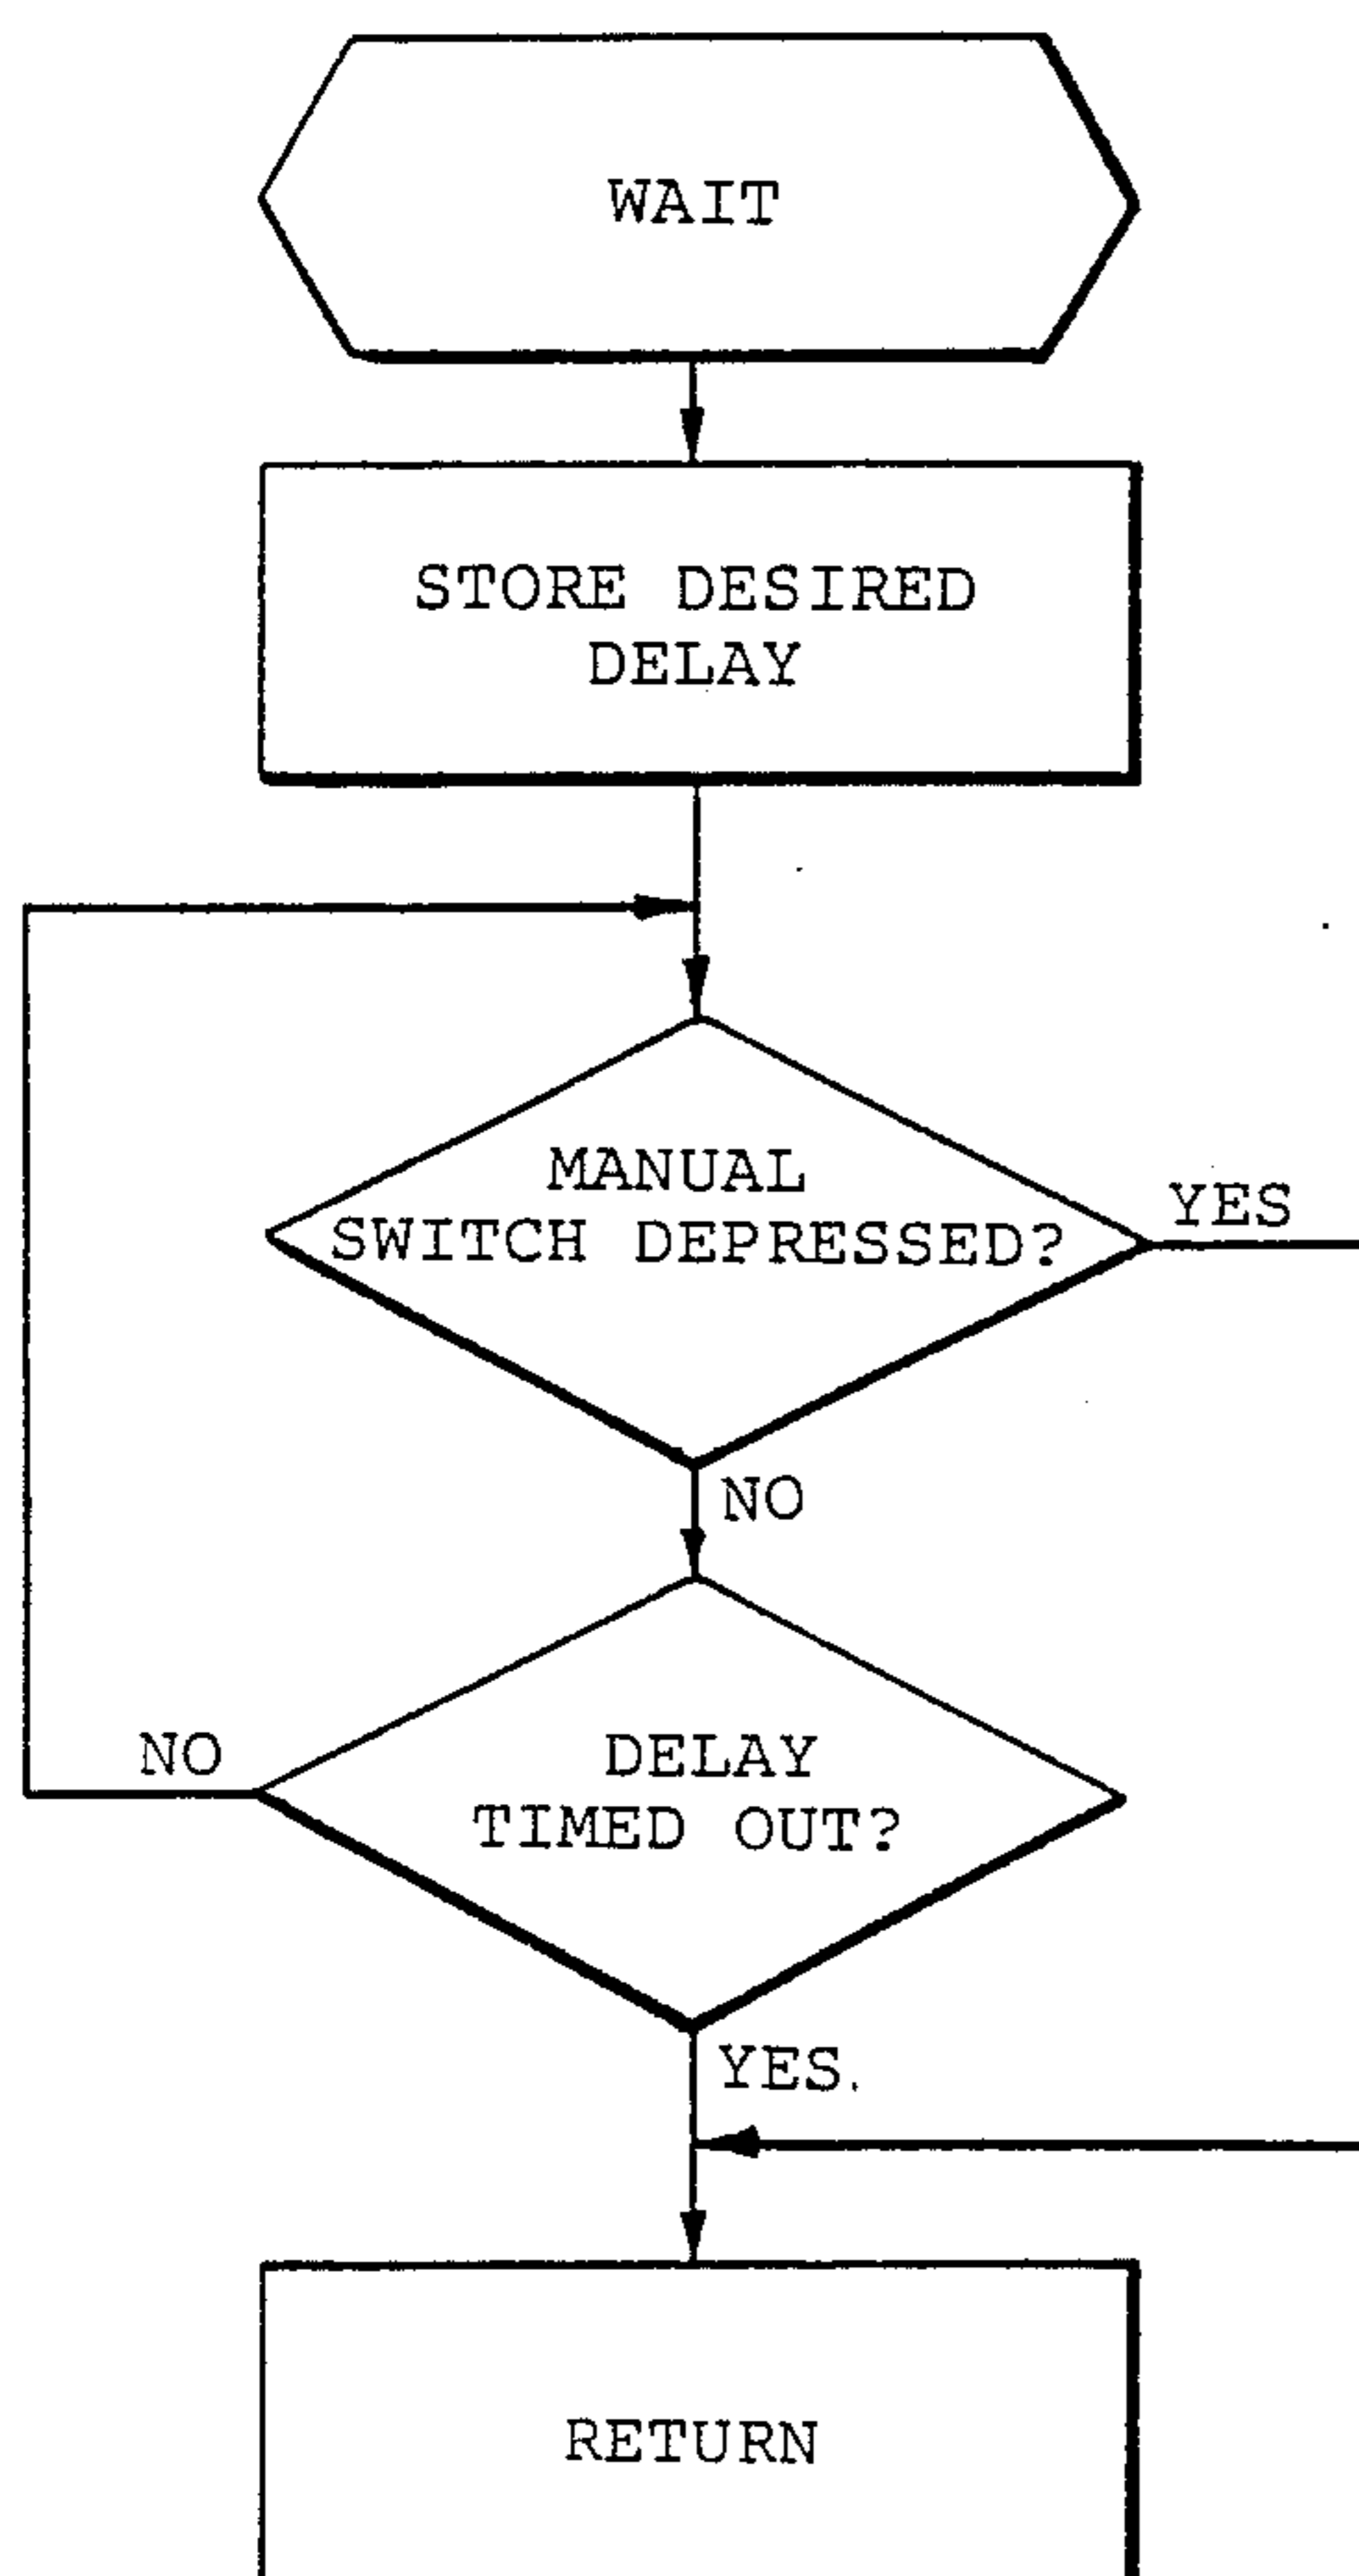 WAIT
STORE DESIRED
DELAY
MANUAL
SWITCH DEPRESSED?
YES
NO
DELAY
TIMED OUT?
NO
YES.
RETURN